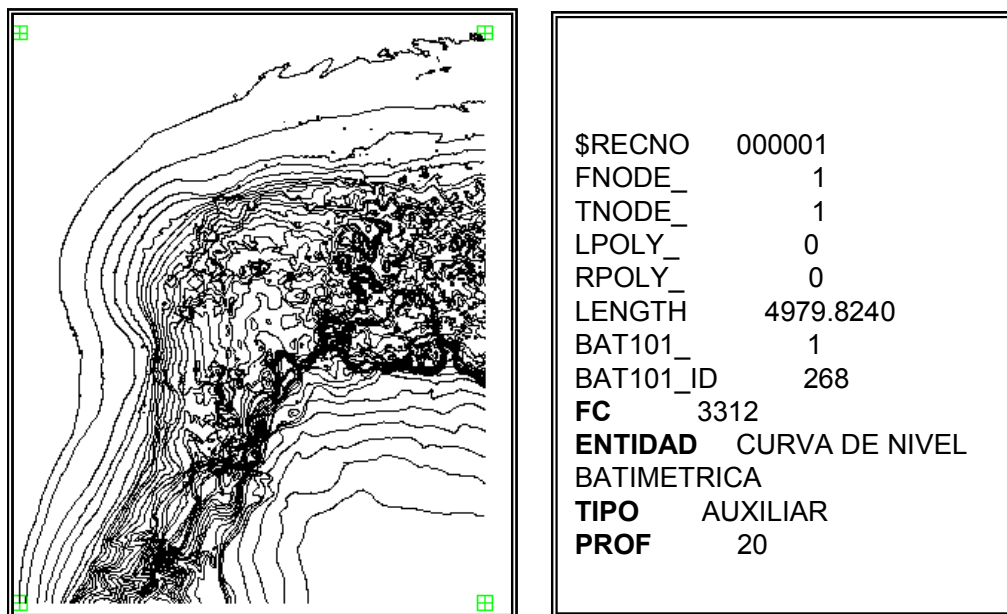 $RECNO 000001
FNODE_ 1
TNODE_ 1
LPOLY_ 0
RPOLY_ 0
LENGTH 4979.8240
BAT101_ 1
BAT101_ID 268
FC 3312
ENTIDAD CURVA DE NIVEL
BATIMETRICA
TIPO AUXILIAR
PROF 20